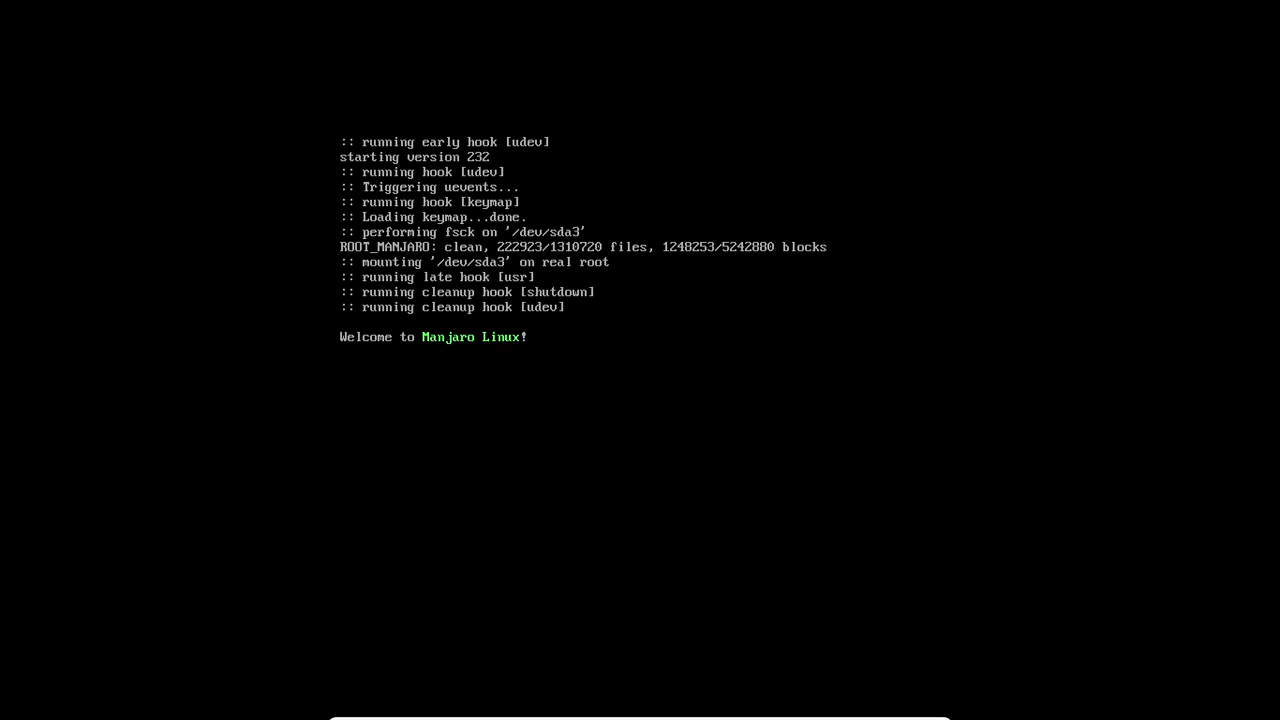 :: running early hook [udev]
starting version 232
:: running hook [udev]
:: Triggering uevents...
:: running hook [keymap]
:: Loading keymap...done.
:: performing fsck on '/dev/sda3'
ROOT_MANJARO: clean, 222923/1310720 files, 1248253/5242880 blocks
:: mounting '/dev/sda3' on real root
:: running late hook [usr]
:: running cleanup hook [shutdown]
:: running cleanup hook [udev]
Welcome to Manjaro Linux!